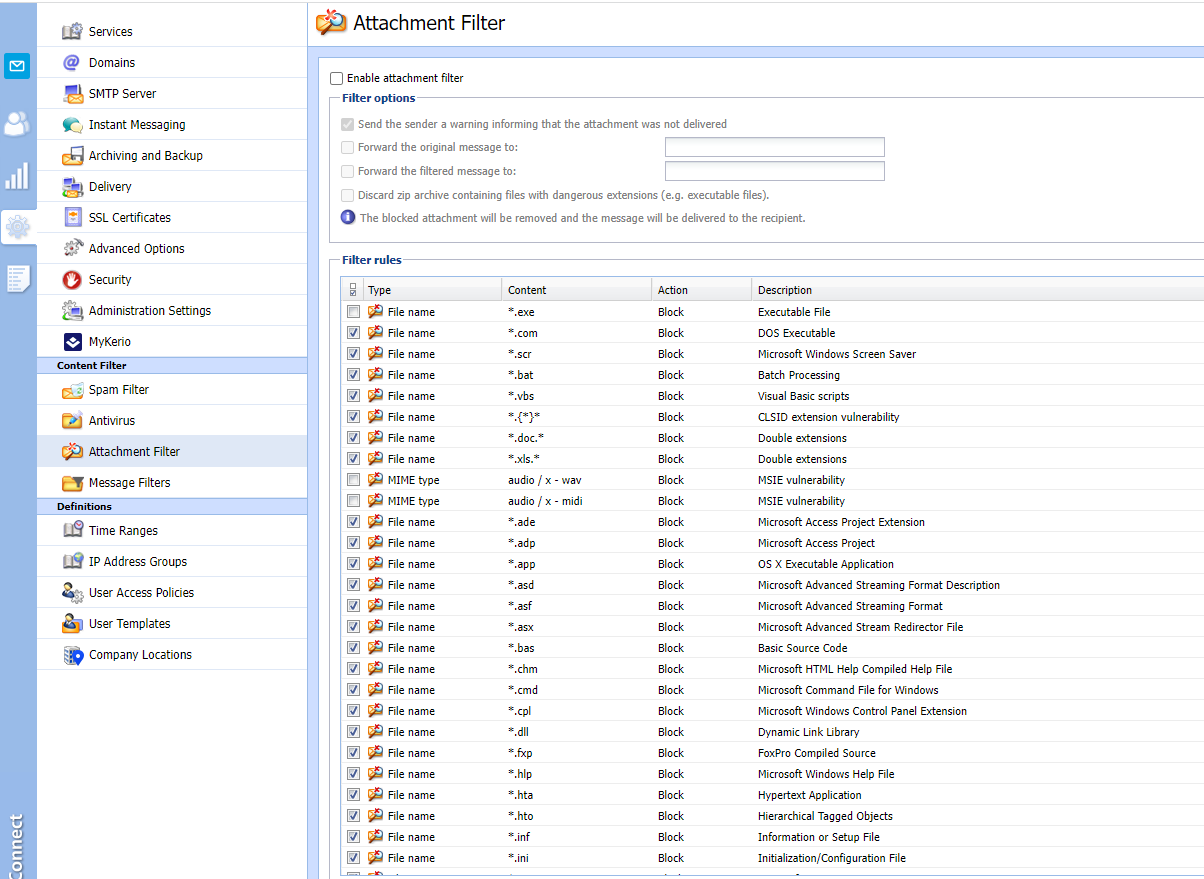 Services
Domains
SMTP Server
Instant Messaging
Archiving and Backup
Delivery
SSL Certificates
Advanced Options
Security
Administration Settings
MyKerio
Content Filter
Spam Filter
Antivirus
Attachment Filter
Message Filters
Definitions
Time Ranges
IP Address Groups
User Access Policies
User Templates
Company Locations
Connect
Attachment Filter
Enable attachment filter
Filter options
Send the sender a warning informing that the attachment was not delivered
Forward the original message to:
Forward the filtered message to:
Discard zip archive containing files with dangerous extensions (e.g. executable files).
The blocked attachment will be removed and the message will be delivered to the recipient.
Filter rules
Type Content Action Description
File name *.exe Block Executable File
File name *.com Block DOS Executable
File name *.scr Block Microsoft Windows Screen Saver
File name *.bat Block Batch Processing
File name *.vbs Block Visual Basic scripts
File name *.{*}* Block CLSID extension vulnerability
File name *.doc.* Block Double extensions
File name *.xls.* Block Double extensions
MIME type audio / x - wav Block MSIE vulnerability
MIME type audio / x - midi Block MSIE vulnerability
File name *.ade Block Microsoft Access Project Extension
File name *.adp Block Microsoft Access Project
File name *.app Block OS X Executable Application
File name *.asd Block Microsoft Advanced Streaming Format Description
File name *.asf Block Microsoft Advanced Streaming Format
File name *.asx Block Microsoft Advanced Stream Redirector File
File name *.bas Block Basic Source Code
File name *.chm Block Microsoft HTML Help Compiled Help File
File name *.cmd Block Microsoft Command File for Windows
File name *.cpl Block Microsoft Windows Control Panel Extension
File name *.dll Block Dynamic Link Library
File name *.fxp Block FoxPro Compiled Source
File name *.hlp Block Microsoft Windows Help File
File name *.hta Block Hypertext Application
File name *.hto Block Hierarchical Tagged Objects
File name *.inf Block Information or Setup File
File name *.ini Block Initialization/Configuration File